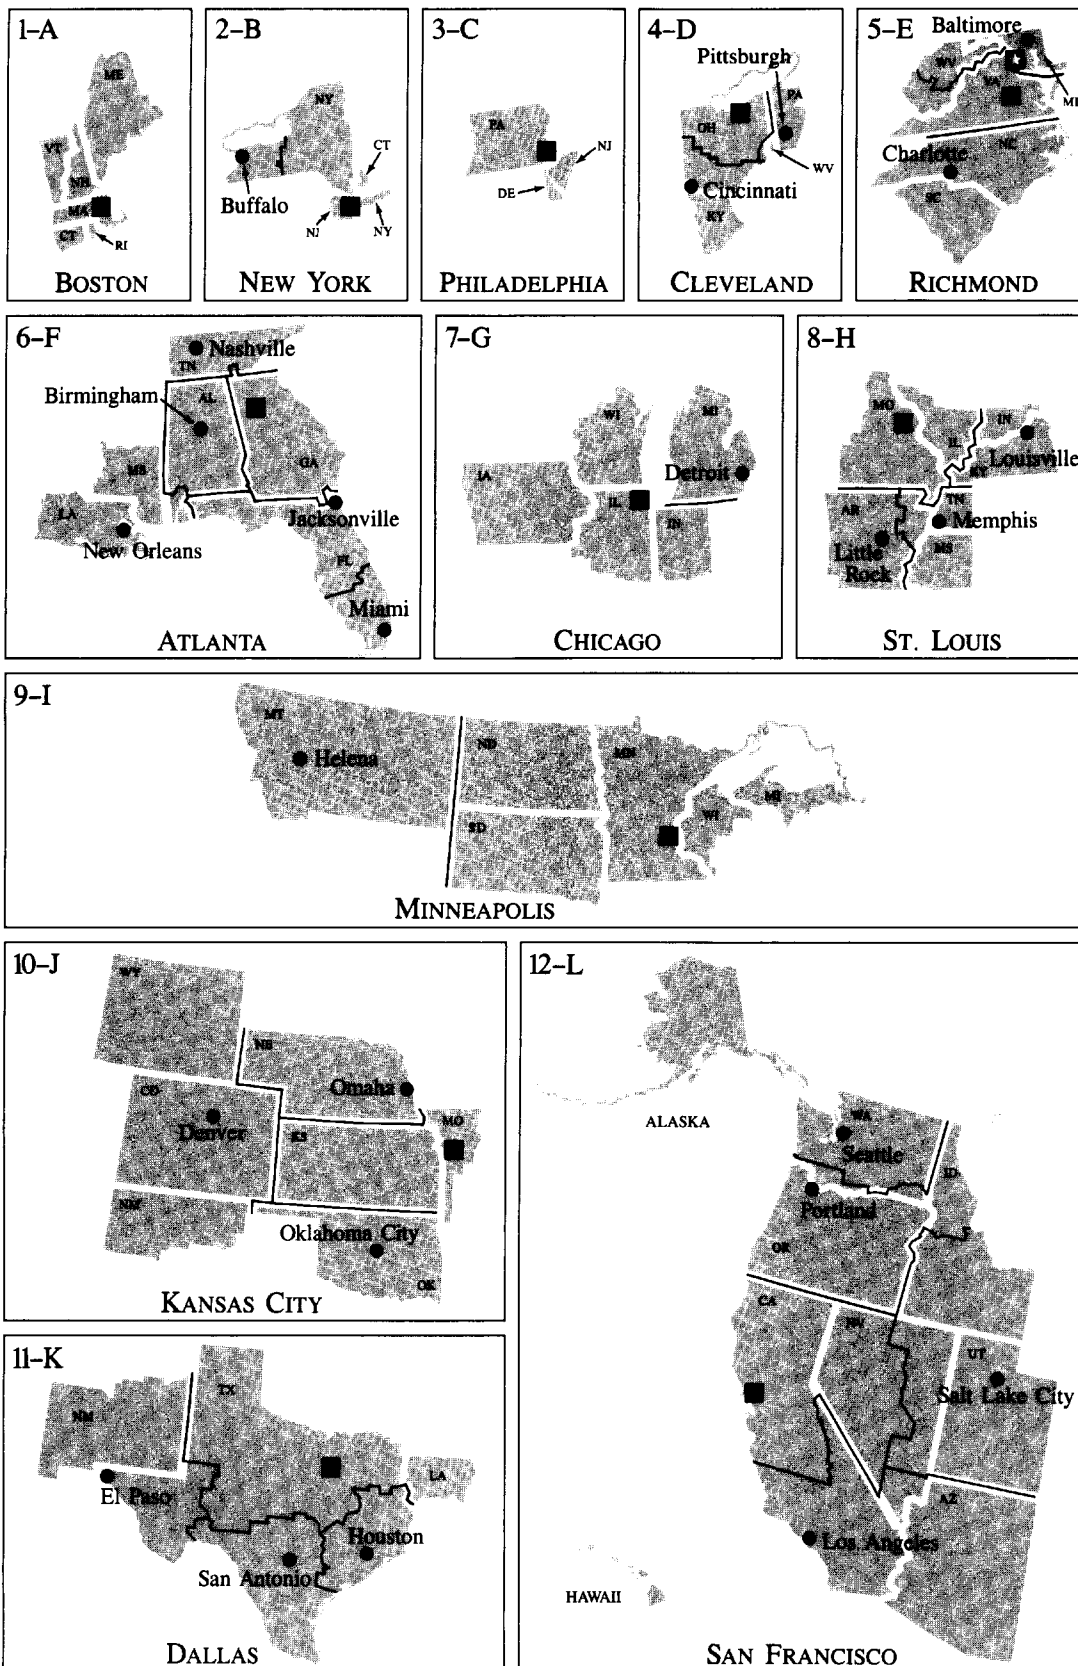 1–A
ME
VT
NH
MA
CT
RI
BOSTON
2–B
NY
CT
Buffalo
NJ
NY
NEW YORK
3–C
PA
NJ
DE
PHILADELPHIA
4–D
Pittsburgh
PA
OH
WV
Cincinnati
KY
CLEVELAND
5–E
Baltimore
WV
VA
NC
Charlotte
SC
RICHMOND
6–F
Nashville
TN
Birmingham
AL
MS
GA
LA
Jacksonville
New Orleans
FL
Miami
ATLANTA
7–G
WI
MI
IA
Detroit
IL
IN
CHICAGO
8–H
MO
IN
IL
Louisville
KY
TN
AR
Memphis
Little
Rock
MS
ST. LOUIS
9–I
MT
ND
MN
Helena
MI
WI
SD
MINNEAPOLIS
10–J
WY
NE
Omaha
CO
MO
Denver
KS
NM
Oklahoma City
OK
KANSAS CITY
11–K
TX
NM
LA
El Paso
Houston
San Antonio
DALLAS
12–L
ALASKA
WA
Seattle
ID
Portland
OR
CA
NV
UT
Salt Lake City
AZ
Los Angeles
HAWAII
SAN FRANCISCO